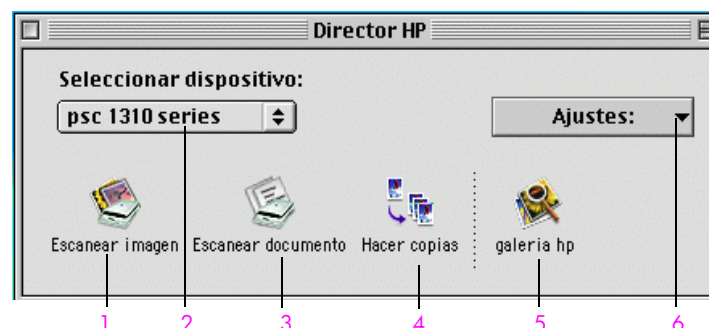 Director HP
Seleccionar dispositivo:
psc 1310 series
Ajustes:
Escanear imagen
Escanear documento
Hacer copias
galeria hp
1 2 3 4 5 6